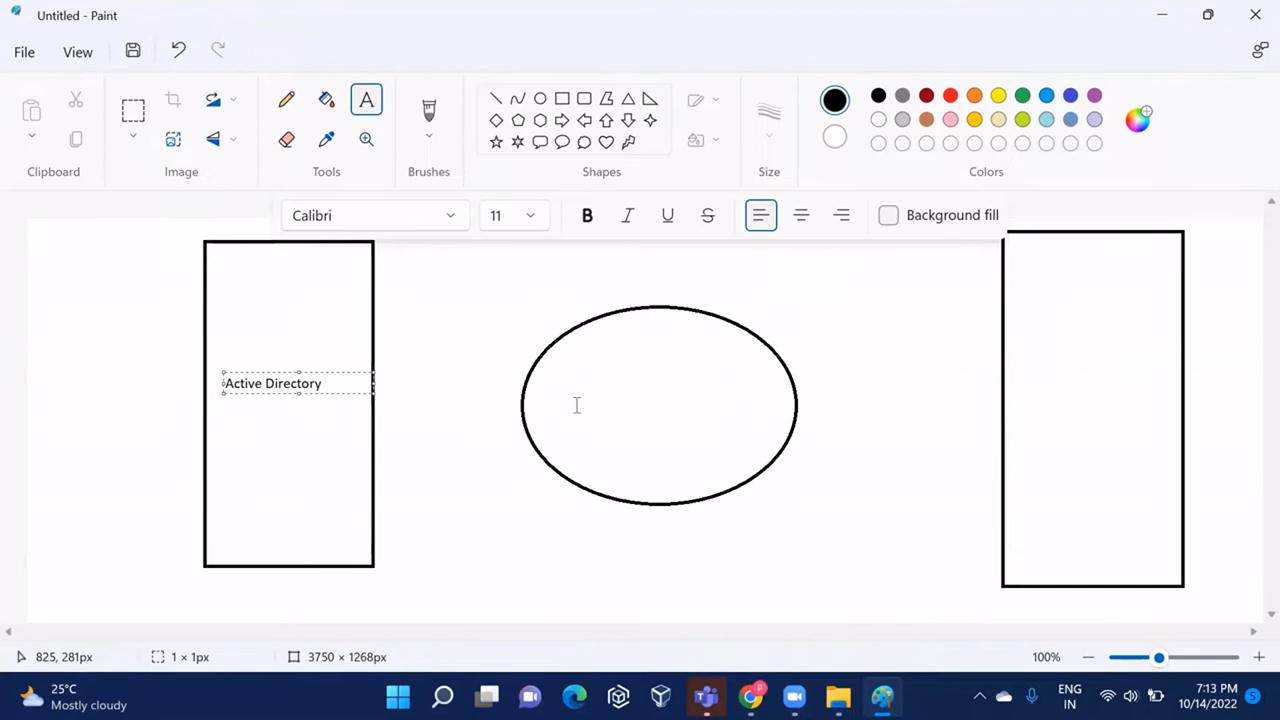 Untitled - Paint
File View
Clipboard Image Tools Brushes Shapes Size Colors
Calibri 11 B I U S Background fill
Active Directory
825, 281px 1 × 1px 3750 × 1268px 100%
25°C
Mostly cloudy
ENG
IN
7:13 PM
10/14/2022
5